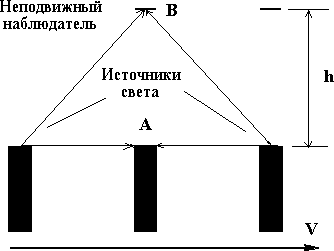 Неподвижный
наблюдатель
B
Источники
света
A
h
V